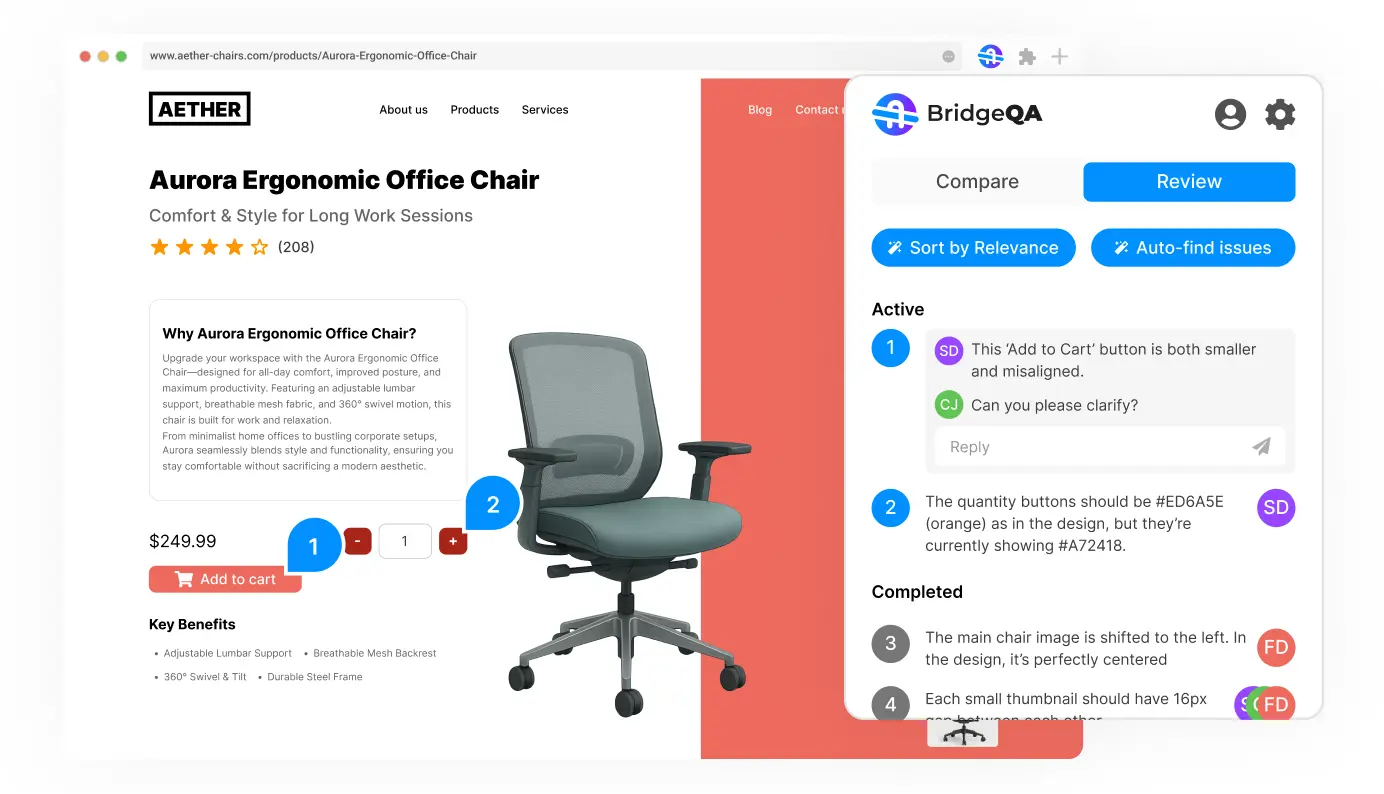 www.aether-chairs.com/products/Aurora-Ergonomic-Office-Chair
AETHER
About us
Products
Services
Blog
Contact
Aurora Ergonomic Office Chair
Comfort & Style for Long Work Sessions
(208)
Why Aurora Ergonomic Office Chair?
Upgrade your workspace with the Aurora Ergonomic Office
Chair—designed for all-day comfort, improved posture, and
maximum productivity. Featuring an adjustable lumbar
support, breathable mesh fabric, and 360° swivel motion, this
chair is built for work and relaxation.
From minimalist home offices to bustling corporate setups,
Aurora seamlessly blends style and functionality, ensuring you
stay comfortable without sacrificing a modern aesthetic.
2
$249.99
1
-
1
+
Add to cart
Key Benefits
• Adjustable Lumbar Support • Breathable Mesh Backrest
• 360° Swivel & Tilt • Durable Steel Frame
BridgeQA
Compare
Review
Sort by Relevance
Auto-find issues
Active
1
SD
This ‘Add to Cart’ button is both smaller
and misaligned.
CJ
Can you please clarify?
Reply
2
The quantity buttons should be #ED6A5E
(orange) as in the design, but they’re
currently showing #A72418.
SD
Completed
3
The main chair image is shifted to the left. In
the design, it’s perfectly centered
FD
4
Each small thumbnail should have 16px
gap between each other
FD